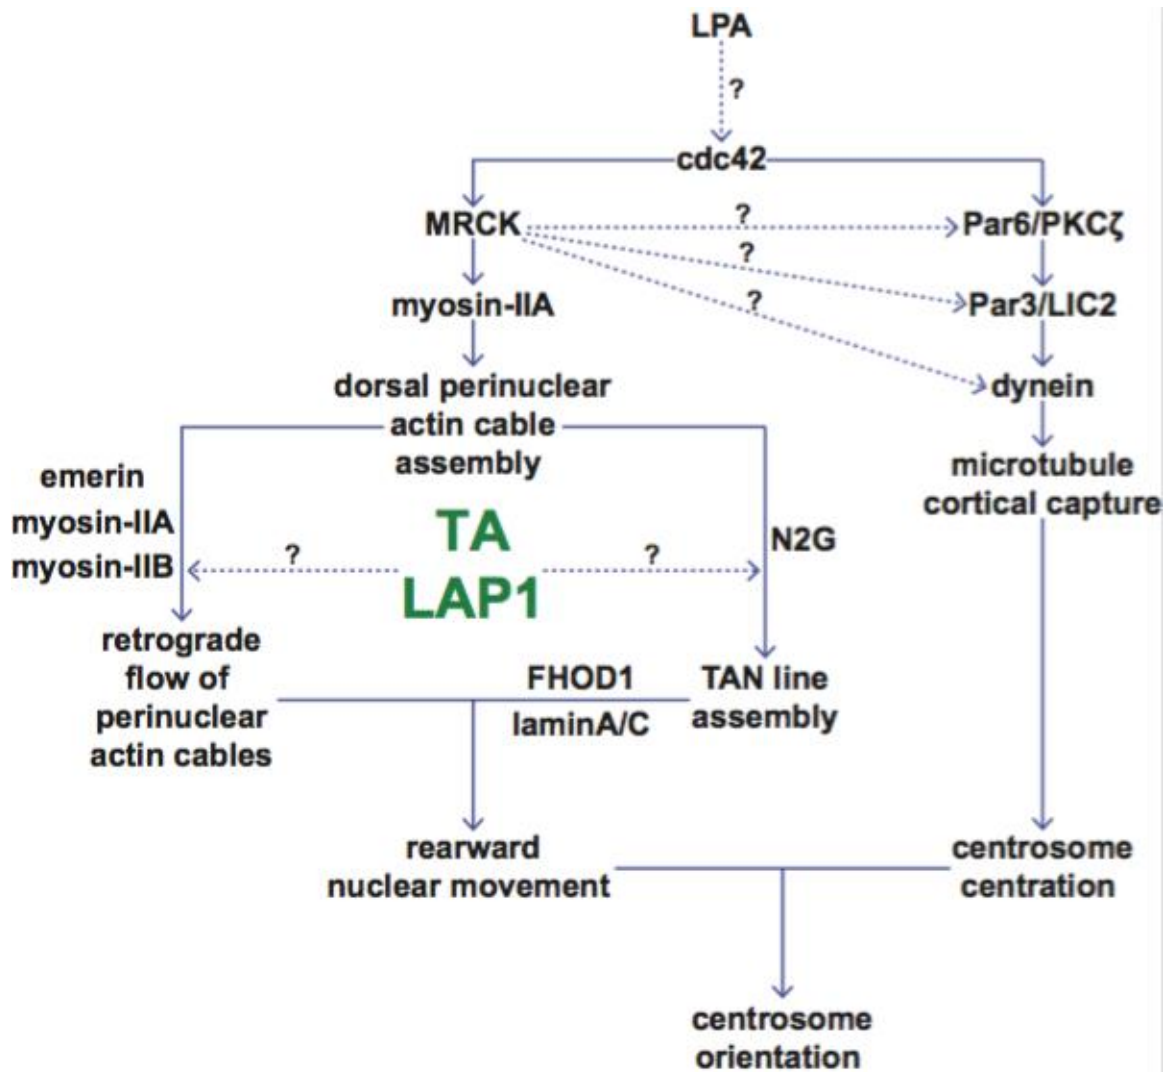 LPA
?
cdc42
MRCK
?
Par6/PKCζ
?
myosin-IIA
?
Par3/LIC2
dorsal perinuclear
actin cable
assembly
dynein
emerin
myosin-IIA
myosin-IIB
?
TA
LAP1
?
N2G
microtubule
cortical capture
retrograde
flow of
perinuclear
actin cables
FHOD1
laminA/C
TAN line
assembly
rearward
nuclear movement
centrosome
centration
centrosome
orientation